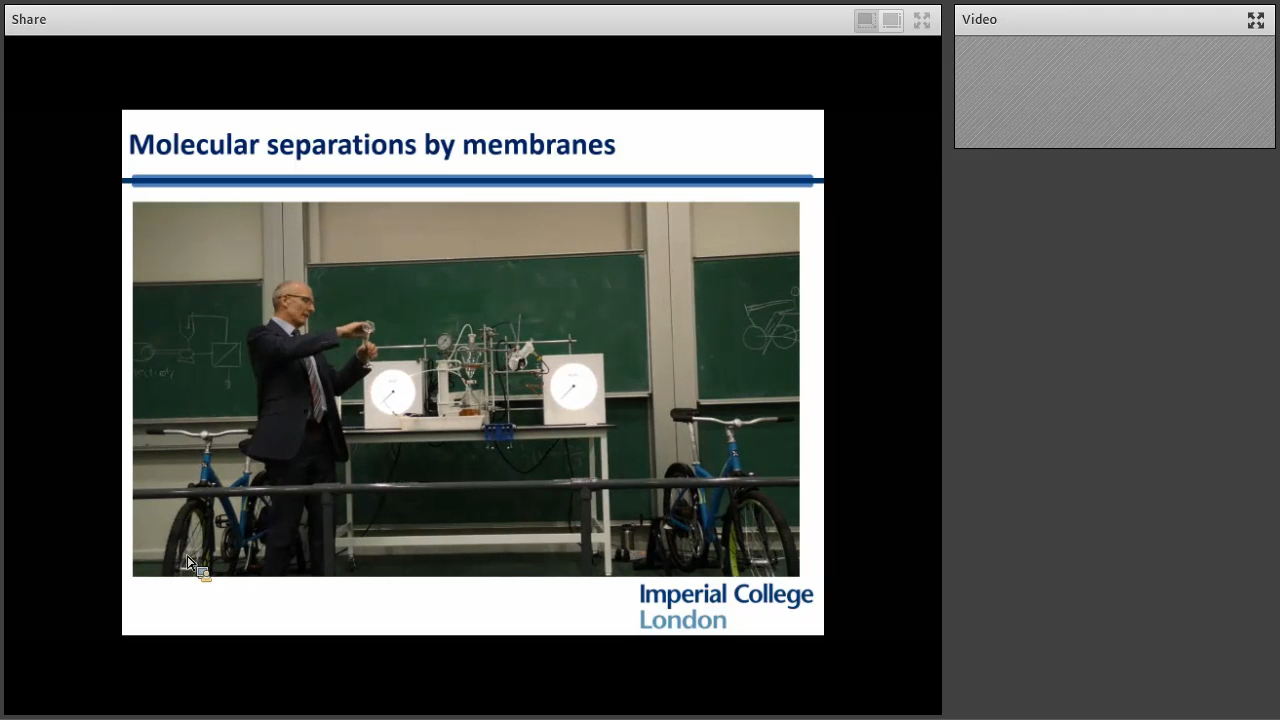 Share
Video
Molecular separations by membranes
Imperial College
London